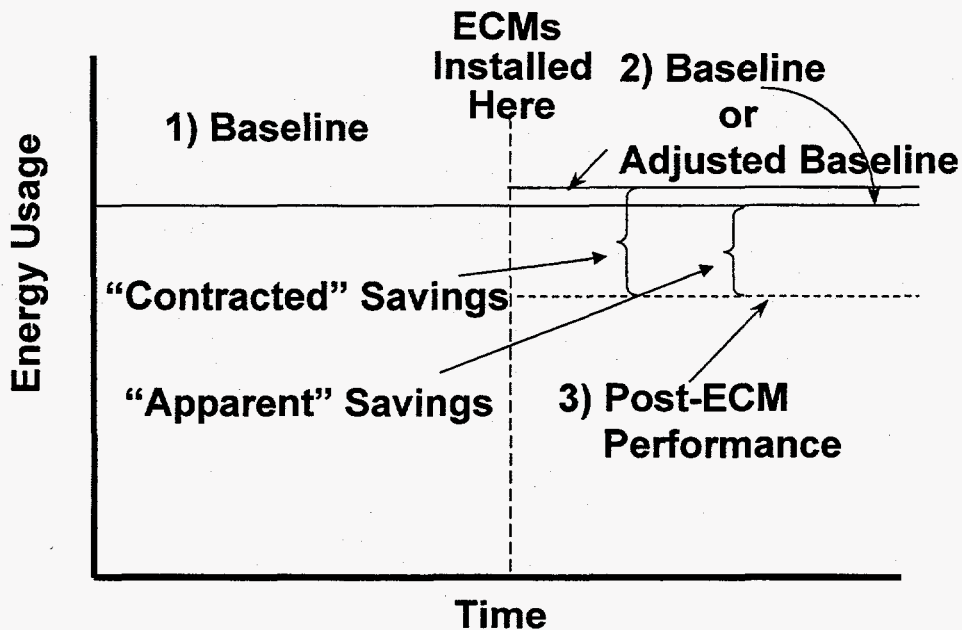 ECMs
Installed
Here
1) Baseline
2) Baseline
or
Adjusted Baseline
Energy Usage
“Contracted” Savings
“Apparent” Savings
3) Post-ECM
Performance
Time